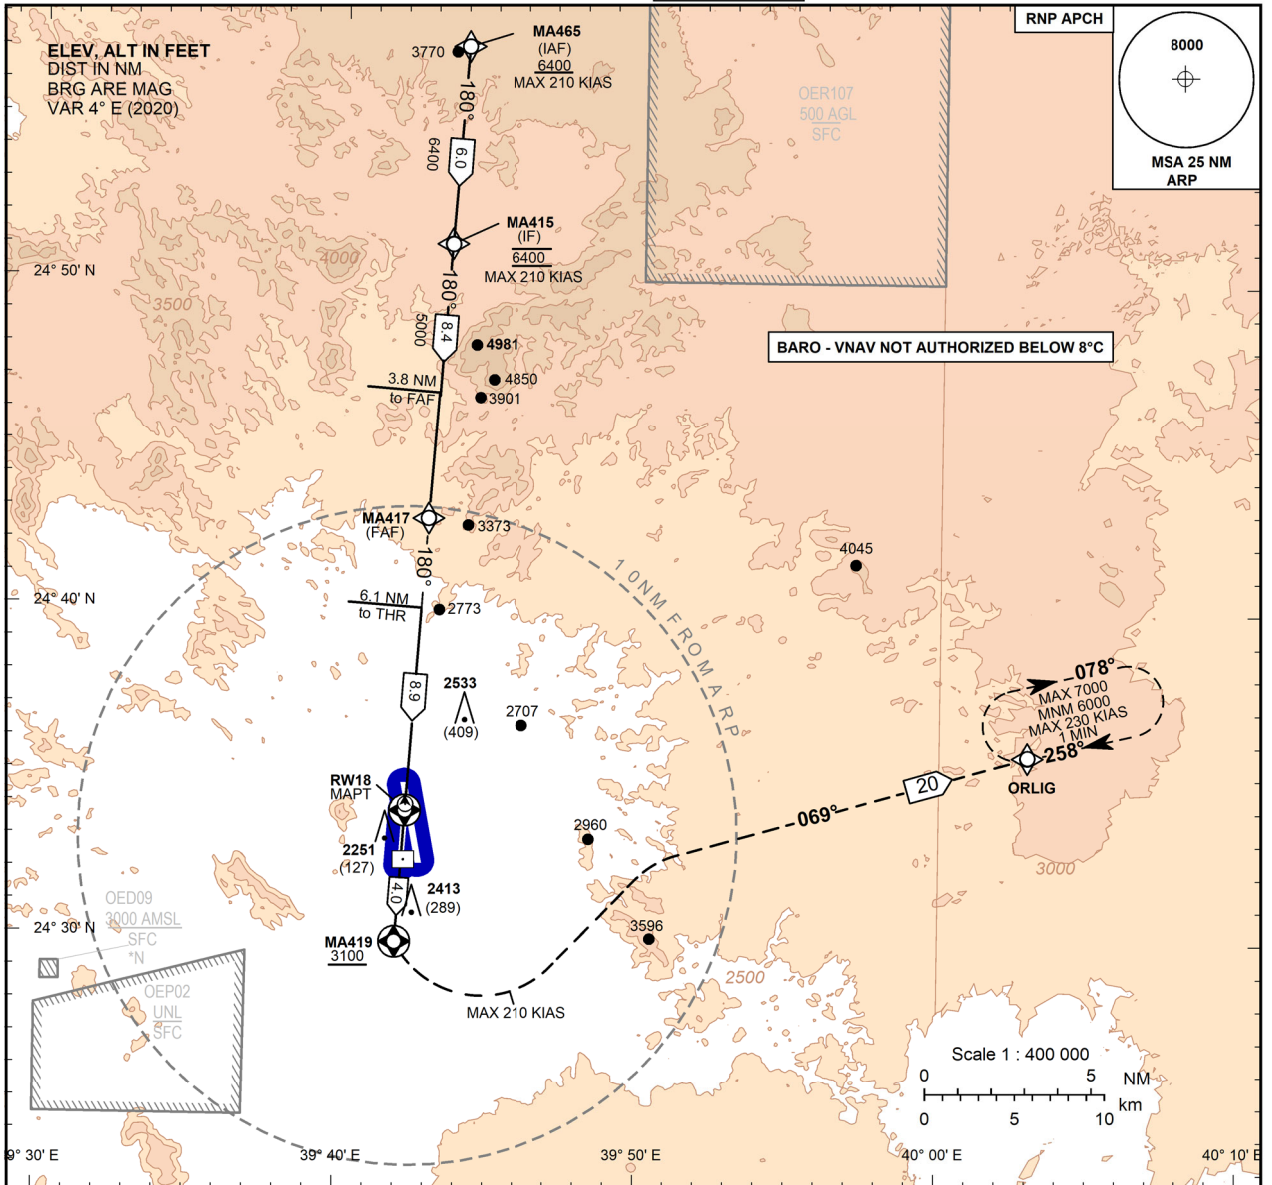 ELEV, ALT IN FEET
DIST IN NM
BRG ARE MAG
VAR 4° E (2020)
3770
MA465
(IAF)
6400
MAX 210 KIAS
180°
6.0
6400
RNP APCH
8000
MSA 25 NM
ARP
OER107
500 AGL
SFC
MA415
(IF)
6400
MAX 210 KIAS
24° 50' N
4000
3500
180°
8.4
5000
4981
4850
3901
3.8 NM
to FAF
BARO - VNAV NOT AUTHORIZED BELOW 8°C
MA417
(FAF)
3373
180°
10NM FROM ARP
4045
24° 40' N
6.1 NM
to THR
2773
8.9
2533
(409)
2707
078°
MAX 7000
MNM 6000
MAX 230 KIAS
1 MIN
258°
ORLIG
20
069°
RW18
MAPT
2251
(127)
2960
3000
4.0
2413
(289)
OED09
3000 AMSL
SFC
*N
24° 30' N
MA419
3100
3596
2500
OEP02
UNL
SFC
MAX 210 KIAS
Scale 1 : 400 000
0 5 NM
0 5 10 km
9° 30' E
39° 40' E
39° 50' E
40° 00' E
40° 10' E